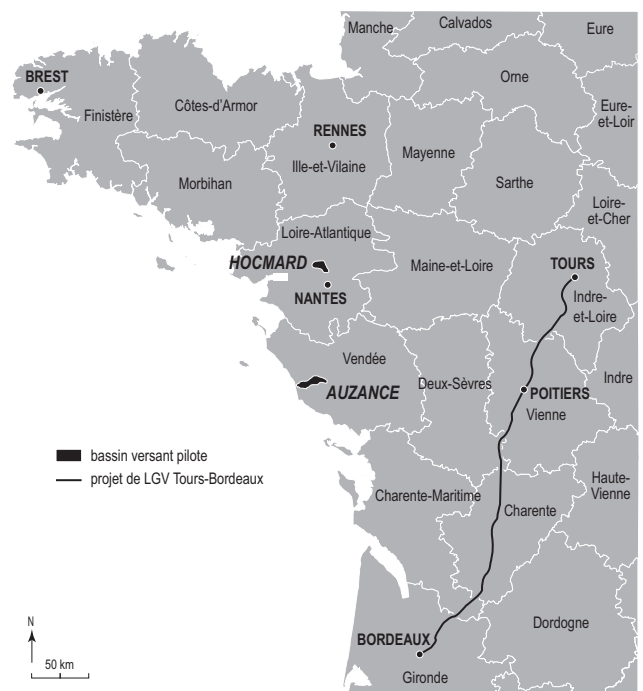 Manche
Calvados
Eure
BREST
Orne
Finistère
Côtes-d'Armor
Eure-
et-Loir
RENNES
Ille-et-Vilaine
Mayenne
Morbihan
Sarthe
Loire-
et-Cher
Loire-Atlantique
HOCMARD
Maine-et-Loire
TOURS
NANTES
Indre-
et-Loire
Vendée
AUZANCE
Deux-Sèvres
Indre
POITIERS
Vienne
bassin versant pilote
projet de LGV Tours-Bordeaux
Haute-
Vienne
Charente-Maritime
Charente
N
50 km
Dordogne
BORDEAUX
Gironde